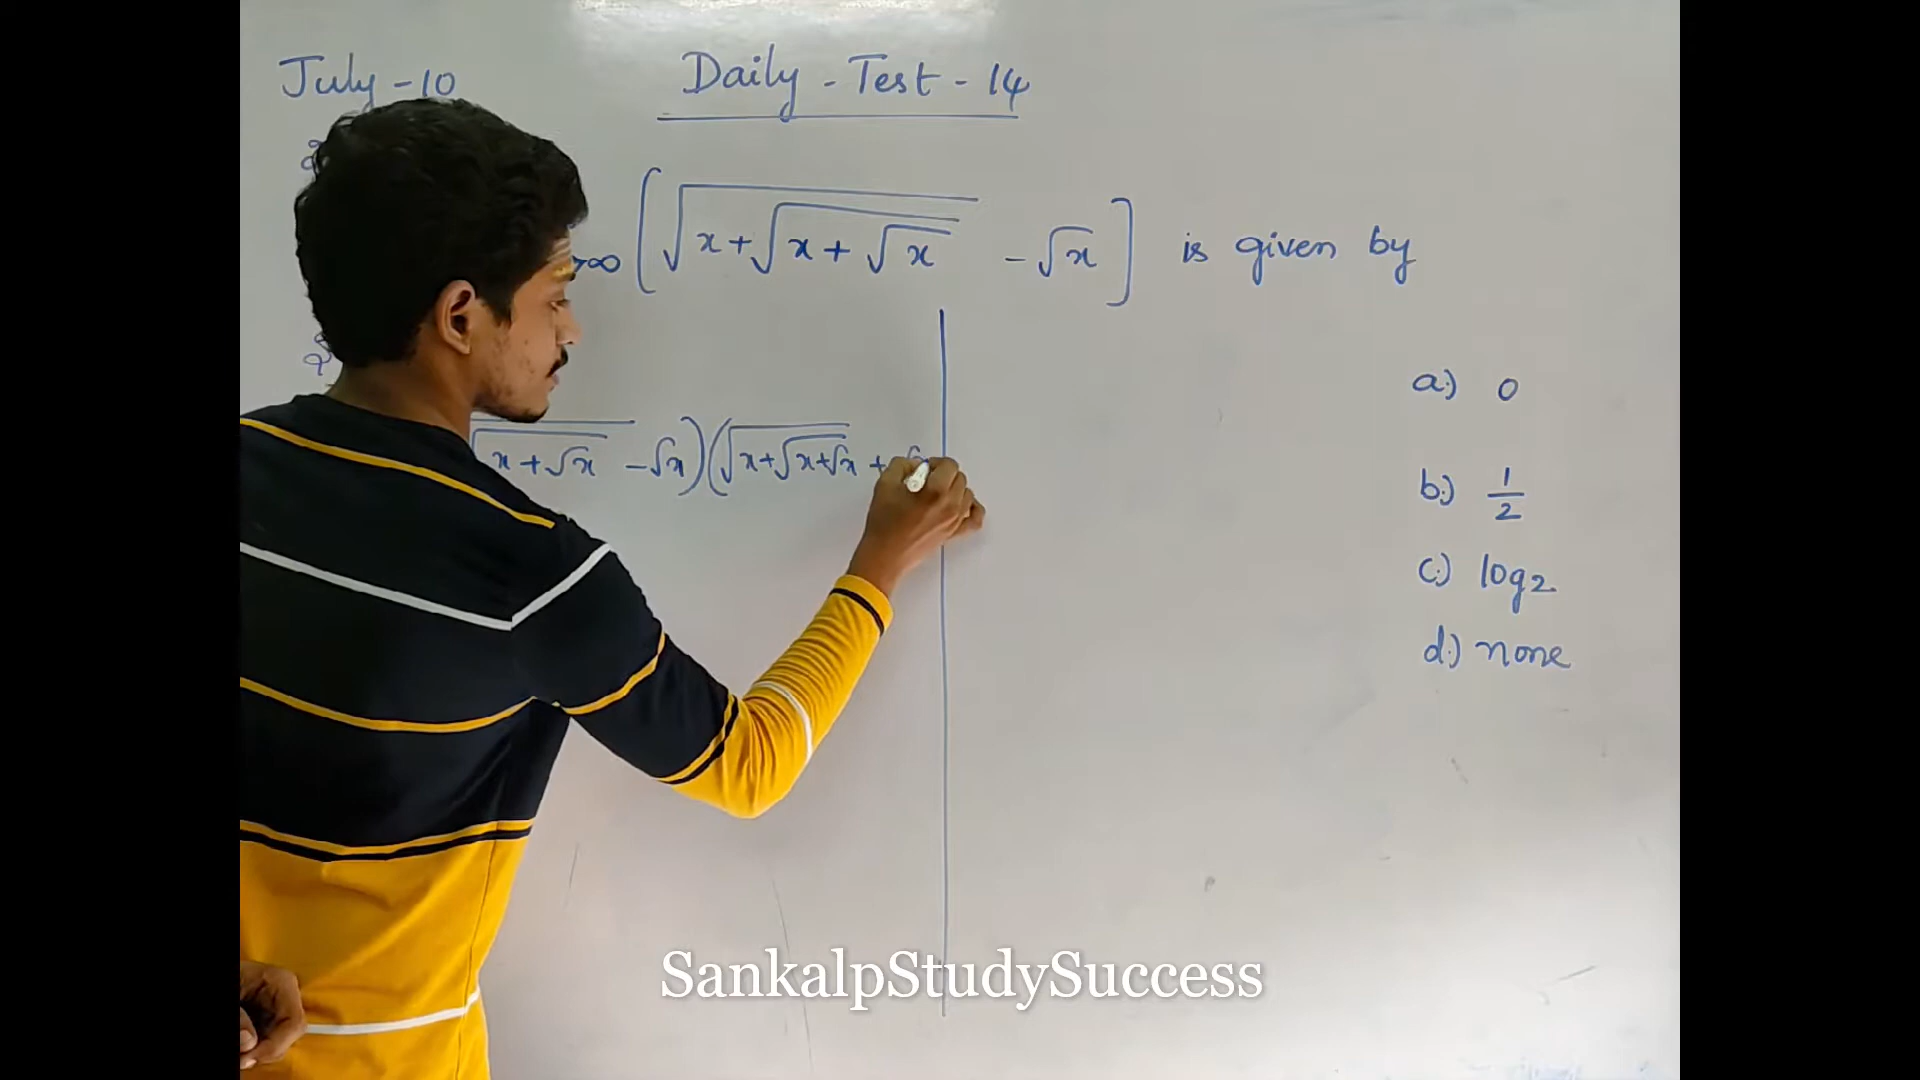 July - 10
Daily - Test - 14
→∞ [√(x+√(x+√x)) - √x] is given by
a.) 0
√(x+√x) - √x)(√(x+√(x+√x)) +
b.) 1/2
c.) log2
d.) none
SankalpStudySuccess